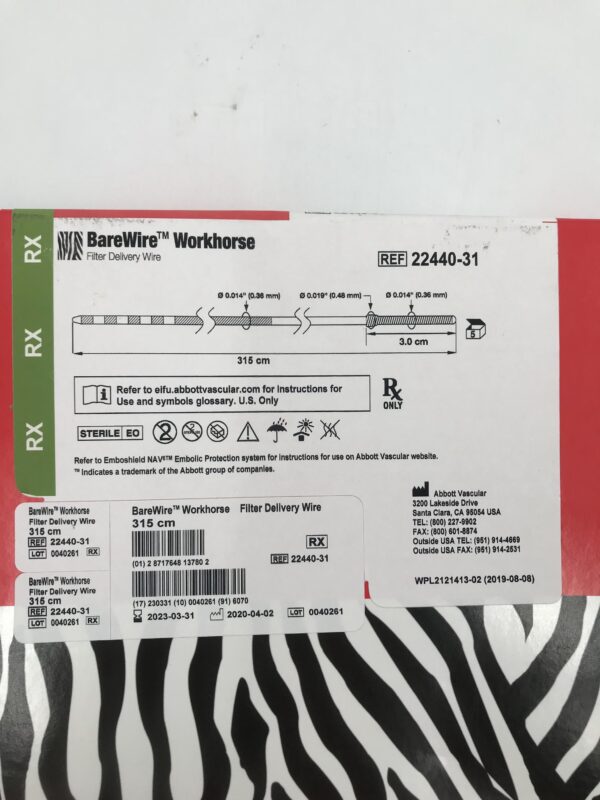 RX
RX
RX
BareWire™ Workhorse
Filter Delivery Wire
REF 22440-31
Ø 0.014" (0.36 mm)
Ø 0.019" (0.48 mm)
Ø 0.014" (0.36 mm)
3.0 cm
5
315 cm
i Refer to eifu.abbottvascular.com for Instructions for
Use and symbols glossary. U.S. Only
Rx
ONLY
STERILE EO
2
Refer to Emboshield NAV6™ Embolic Protection system for Instructions for use on Abbott Vascular website.
™ Indicates a trademark of the Abbott group of companies.
Abbott Vascular
3200 Lakeside Drive
Santa Clara, CA 95054 USA
TEL: (800) 227-9902
FAX: (800) 601-8874
Outside USA TEL: (951) 914-4669
Outside USA FAX: (951) 914-2531
WPL2121413-02 (2019-08-08)
BareWire™ Workhorse
Filter Delivery Wire
315 cm
REF 22440-31
LOT 0040261 RX
BareWire™ Workhorse
Filter Delivery Wire
315 cm
REF 22440-31
LOT 0040261 RX
BareWire™ Workhorse Filter Delivery Wire
315 cm
RX
REF 22440-31
(01) 2 8717648 13780 2
(17) 230331 (10) 0040261 (91) 6070
2023-03-31 2020-04-02 LOT 0040261